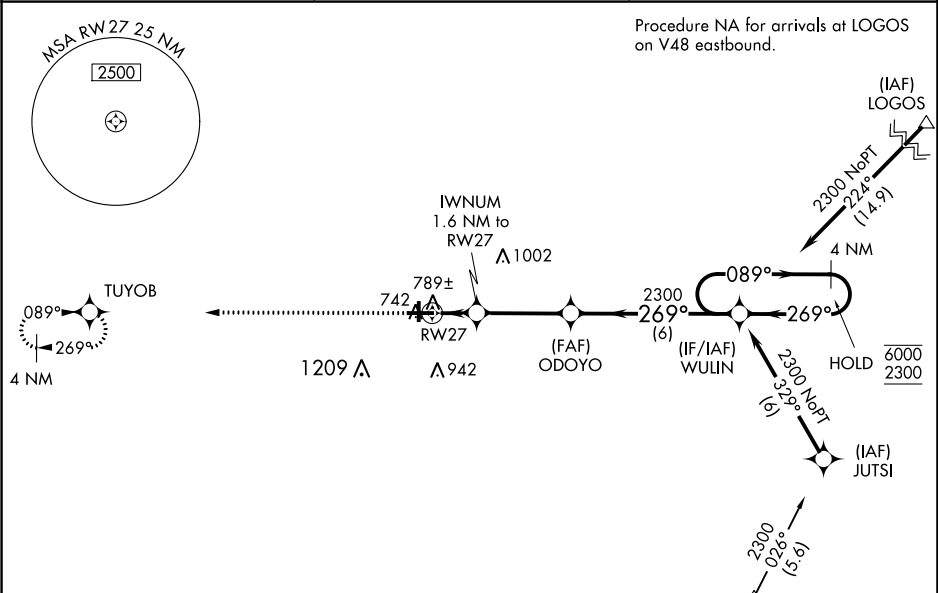 MSA RW 27 25 NM
2500
Procedure NA for arrivals at LOGOS
on V48 eastbound.
(IAF)
LOGOS
2300 NoPT
224°
(14.9)
IWNUM
1.6 NM to
RW27
1002
4 NM
089°
789±
742
RW27
TUYOB
089°
269°
4 NM
2300
269°
(6)
269°
(FAF)
ODOYO
(IF/IAF)
WULIN
HOLD
6000
2300
1209
942
2300 NoPT
329°
(6)
(IAF)
JUTSI
2300
026°
(5.6)